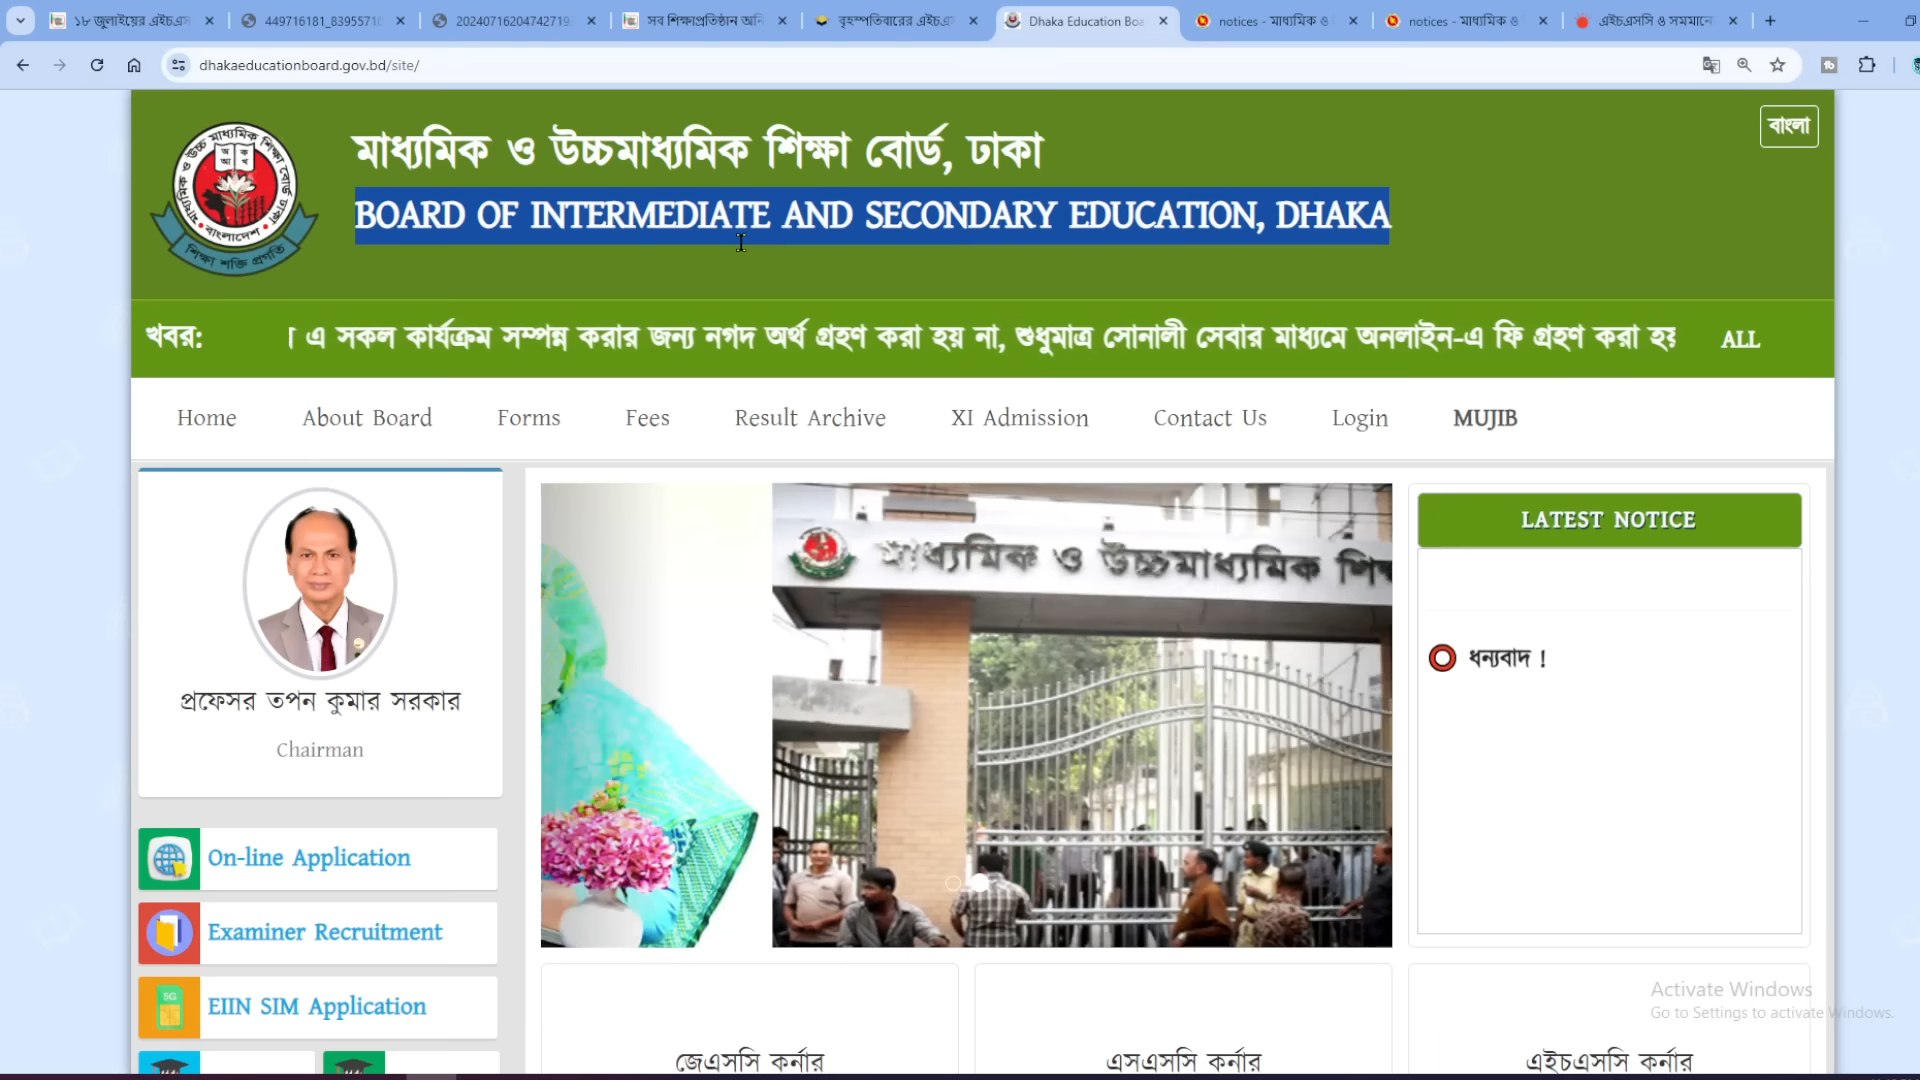 ১৮ জুলাইয়ের এইচএস
449716181_8395571
20240716204742719
সব শিক্ষাপ্রতিষ্ঠান অনি
বৃহস্পতিবারের এইচএ
Dhaka Education Boa
notices - মাধ্যমিক ও
notices - মাধ্যমিক ও
এইচএসসি ও সমমানে
dhakaeducationboard.gov.bd/site/
বাংলা
মাধ্যমিক ও উচ্চমাধ্যমিক শিক্ষা বোর্ড, ঢাকা
BOARD OF INTERMEDIATE AND SECONDARY EDUCATION, DHAKA
বাংলাদেশ
শিক্ষা শক্তি প্রগতি
খবর:
এ সকল কার্যক্রম সম্পন্ন করার জন্য নগদ অর্থ গ্রহণ করা হয় না, শুধুমাত্র সোনালী সেবার মাধ্যমে অনলাইন-এ ফি গ্রহণ করা হয়
ALL
Home About Board Forms Fees Result Archive XI Admission Contact Us Login MUJIB
প্রফেসর তপন কুমার সরকার
Chairman
On-line Application
Examiner Recruitment
5G
EIIN SIM Application
মাধ্যমিক ও উচ্চমাধ্যমিক শিক্ষ
LATEST NOTICE
ধন্যবাদ !
জেএসসি কর্নার
এসএসসি কর্নার
এইচএসসি কর্নার
Activate Windows
Go to Settings to activate Windows.